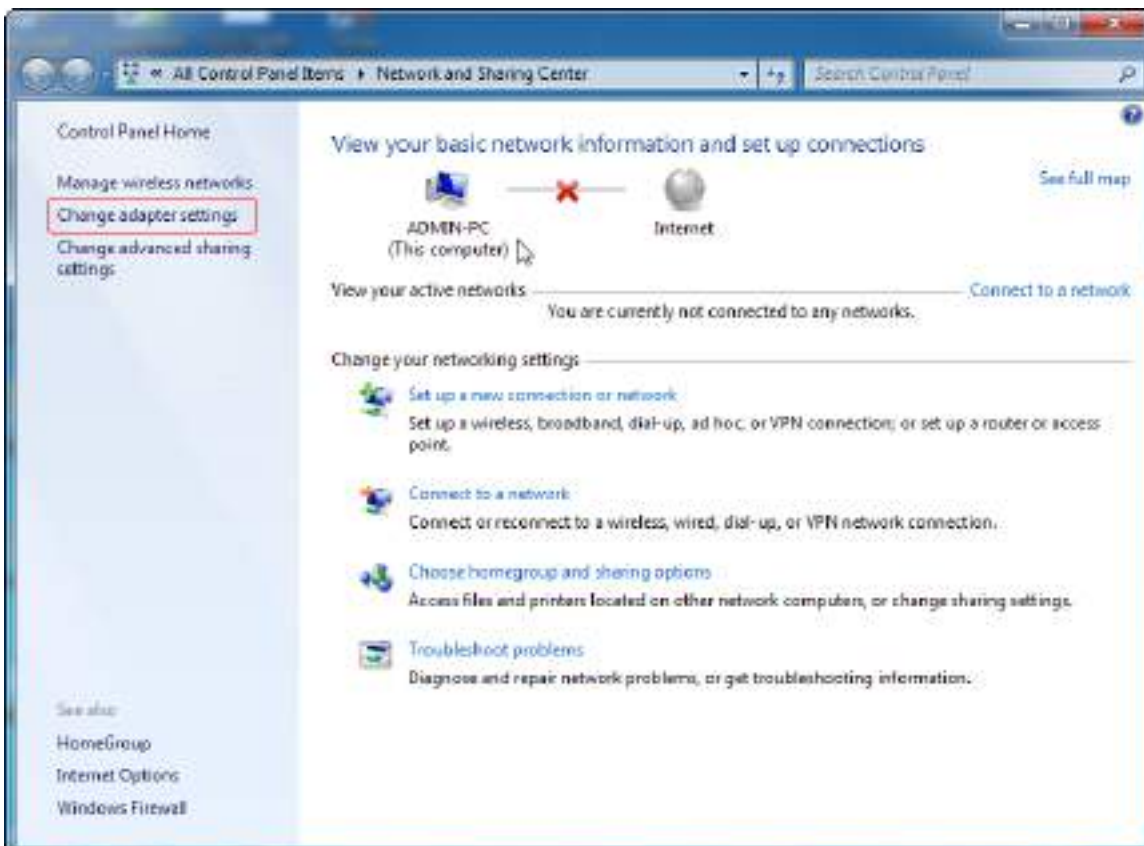 « All Control Panel Items ▸ Network and Sharing Center
Search Control Panel
Control Panel Home
Manage wireless networks
Change adapter settings
Change advanced sharing
settings
See also
HomeGroup
Internet Options
Windows Firewall
View your basic network information and set up connections
See full map
ADMIN-PC
(This computer)
Internet
View your active networks
Connect to a network
You are currently not connected to any networks.
Change your networking settings
Set up a new connection or network
Set up a wireless, broadband, dial-up, ad hoc, or VPN connection; or set up a router or access
point.
Connect to a network
Connect or reconnect to a wireless, wired, dial-up, or VPN network connection.
Choose homegroup and sharing options
Access files and printers located on other network computers, or change sharing settings.
Troubleshoot problems
Diagnose and repair network problems, or get troubleshooting information.